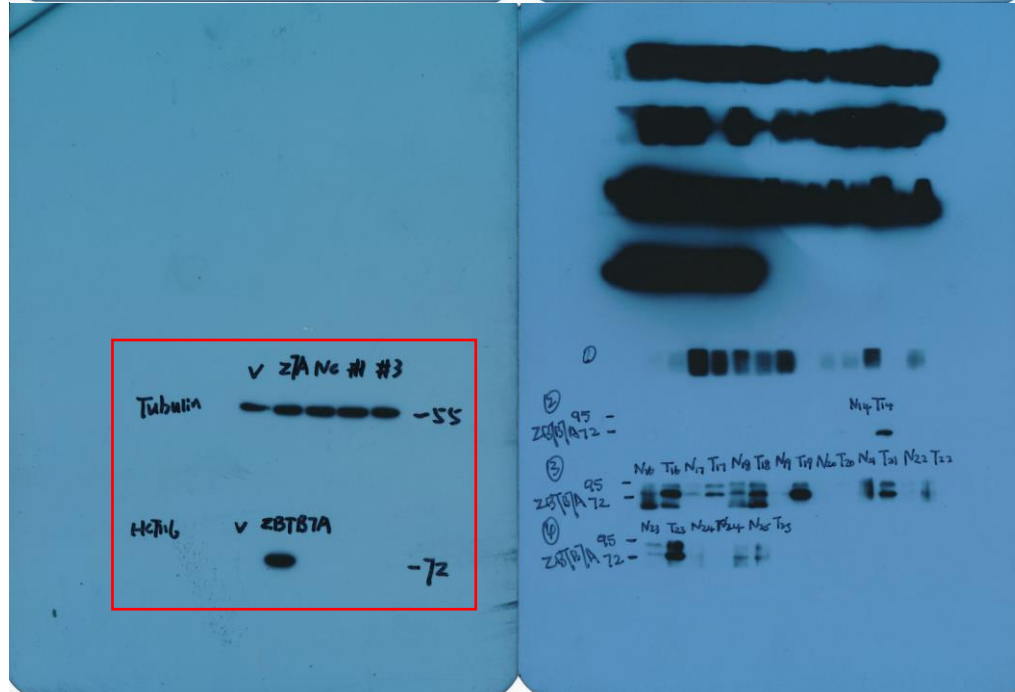 V Z7A NC #1 #3
Tubulin -55
HCT116 V ZBTB7A
-72
①
② 95 - N14 T14
ZBTB7A 72 -
③ N16 T16 N17 T17 N18 T18 N19 T19 N20 T20 N21 T21 N22 T22
95 -
ZBTB7A 72 -
④ N23 T23 N24 T24 N25 T25
95 -
ZBTB7A 72 -